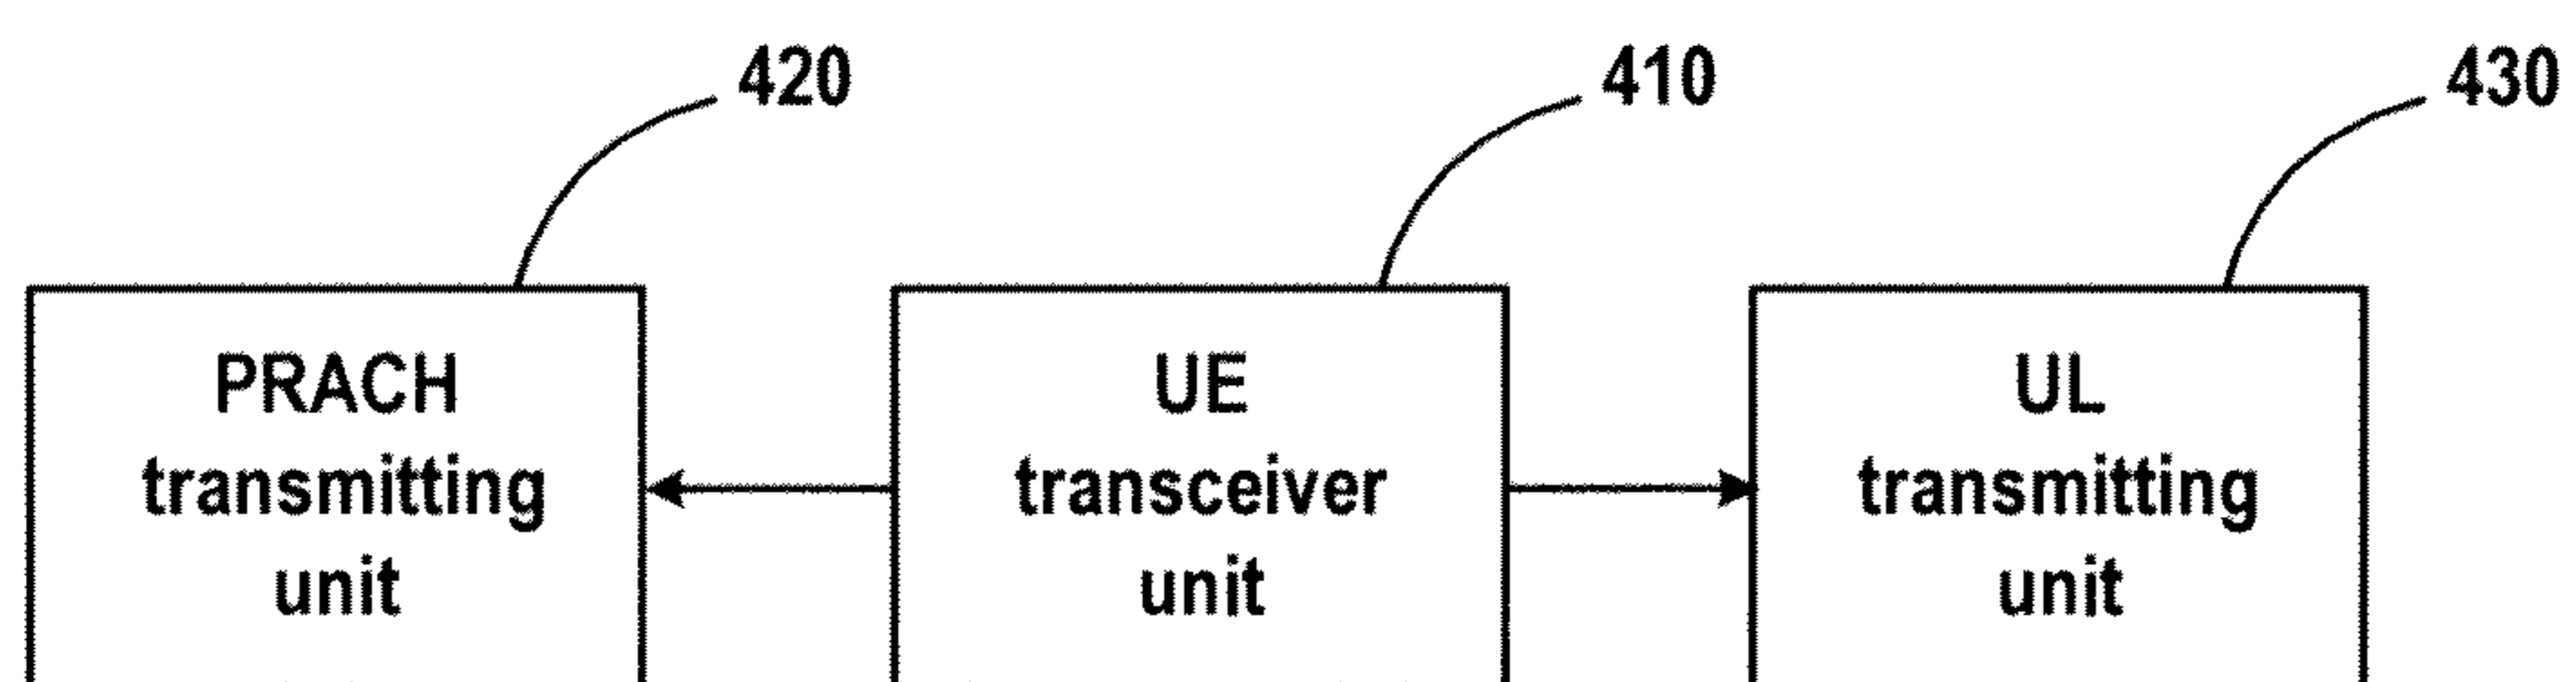 420
410
430
PRACH
transmitting
unit
UE
transceiver
unit
UL
transmitting
unit